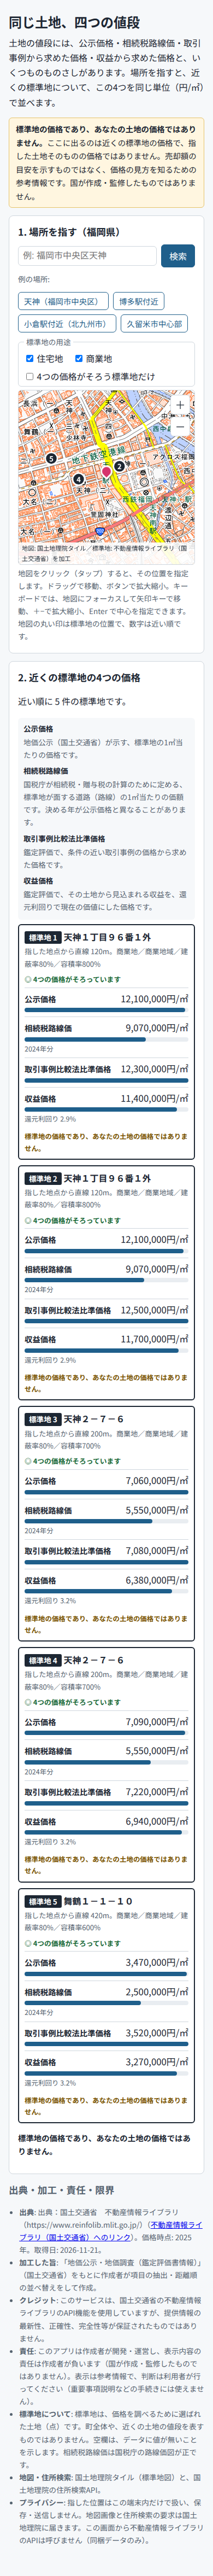 同じ土地、四つの値段
土地の値段には、公示価格・相続税路線価・取引
事例から求めた価格・収益から求めた価格と、い
くつものものさしがあります。場所を指すと、近
くの標準地について、この4つを同じ単位（円/㎡）
で並べます。
標準地の価格であり、あなたの土地の価格ではあり
ません。ここに出るのは近くの標準地の価格で、指
した土地そのものの価格ではありません。売却額の
目安を示すものではなく、価格の見方を知るための
参考情報です。国が作成・監修したものではありま
せん。
1. 場所を指す（福岡県）
例: 福岡市中央区天神
検索
例の場所:
天神（福岡市中央区）
博多駅付近
小倉駅付近（北九州市）
久留米市中心部
標準地の用途
住宅地
商業地
4つの価格がそろう標準地だけ
地図: 国土地理院タイル／標準地: 不動産情報ライブラリ（国
土交通省）を加工
地図をクリック（タップ）すると、その位置を指定
します。ドラッグで移動、ボタンで拡大縮小。キー
ボードでは、地図にフォーカスして矢印キーで移
動、＋−で拡大縮小、Enter で中心を指定できます。
地図の丸い印が標準地の位置で、数字は近い順で
す。
2. 近くの標準地の4つの価格
近い順に 5 件の標準地です。
公示価格
地価公示（国土交通省）が示す、標準地の1㎡当
たりの価格です。
相続税路線価
国税庁が相続税・贈与税の計算のために定める、
標準地が面する道路（路線）の1㎡当たりの価額
です。決める年が公示価格と異なることがありま
す。
取引事例比較法比準価格
鑑定評価で、条件の近い取引事例の価格から求め
た価格です。
収益価格
鑑定評価で、その土地から見込まれる収益を、還
元利回りで現在の価値にした価格です。
標準地 1 天神１丁目９６番１外
指した地点から直線 120m。商業地／商業地域／建
蔽率80%／容積率800%
4つの価格がそろっています
公示価格 12,100,000円/㎡
相続税路線価 9,070,000円/㎡
2024年分
取引事例比較法比準価格 12,300,000円/㎡
収益価格 11,400,000円/㎡
還元利回り 2.9%
標準地の価格であり、あなたの土地の価格ではありま
せん。
標準地 2 天神１丁目９６番１外
指した地点から直線 120m。商業地／商業地域／建
蔽率80%／容積率800%
4つの価格がそろっています
公示価格 12,100,000円/㎡
相続税路線価 9,070,000円/㎡
2024年分
取引事例比較法比準価格 12,500,000円/㎡
収益価格 11,700,000円/㎡
還元利回り 2.9%
標準地の価格であり、あなたの土地の価格ではありま
せん。
標準地 3 天神２－７－６
指した地点から直線 200m。商業地／商業地域／建
蔽率80%／容積率700%
4つの価格がそろっています
公示価格 7,060,000円/㎡
相続税路線価 5,550,000円/㎡
2024年分
取引事例比較法比準価格 7,080,000円/㎡
収益価格 6,380,000円/㎡
還元利回り 3.2%
標準地の価格であり、あなたの土地の価格ではありま
せん。
標準地 4 天神２－７－６
指した地点から直線 200m。商業地／商業地域／建
蔽率80%／容積率700%
4つの価格がそろっています
公示価格 7,090,000円/㎡
相続税路線価 5,550,000円/㎡
2024年分
取引事例比較法比準価格 7,220,000円/㎡
収益価格 6,940,000円/㎡
還元利回り 3.2%
標準地の価格であり、あなたの土地の価格ではありま
せん。
標準地 5 舞鶴１－１－１０
指した地点から直線 420m。商業地／商業地域／建
蔽率80%／容積率600%
4つの価格がそろっています
公示価格 3,470,000円/㎡
相続税路線価 2,500,000円/㎡
2024年分
取引事例比較法比準価格 3,520,000円/㎡
収益価格 3,270,000円/㎡
還元利回り 3.2%
標準地の価格であり、あなたの土地の価格ではありま
せん。
標準地の価格であり、あなたの土地の価格ではあ
りません。
出典・加工・責任・限界
出典: 出典：国土交通省　不動産情報ライブラリ
（https://www.reinfolib.mlit.go.jp/）（不動産情報ライ
ブラリ（国土交通省）へのリンク）。価格時点: 2025
年。取得日: 2026-11-21。
加工した旨: 「地価公示・地価調査（鑑定評価書情報）」
（国土交通省）をもとに作成者が項目の抽出・距離順
の並べ替えをして作成。
クレジット: このサービスは、国土交通省の不動産情報
ライブラリのAPI機能を使用していますが、提供情報の
最新性、正確性、完全性等が保証されたものではあり
ません。
責任: このアプリは作成者が開発・運営し、表示内容の
責任は作成者が負います（国が作成・監修したもので
はありません）。表示は参考情報で、判断は利用者が行
ってください（重要事項説明などの手続きには使えませ
ん）。
標準地について: 標準地は、価格を調べるために選ばれ
た土地（点）です。町全体や、近くの土地の値段を表す
ものではありません。空欄は、データに値が無いこと
を示します。相続税路線価は国税庁の路線価図が正で
す。
地図・住所検索: 国土地理院タイル（標準地図）と、国
土地理院の住所検索API。
プライバシー: 指した位置はこの端末内だけで扱い、保
存・送信しません。地図画像と住所検索の要求は国土
地理院に届きます。この画面から不動産情報ライブラリ
のAPIは呼びません（同梱データのみ）。